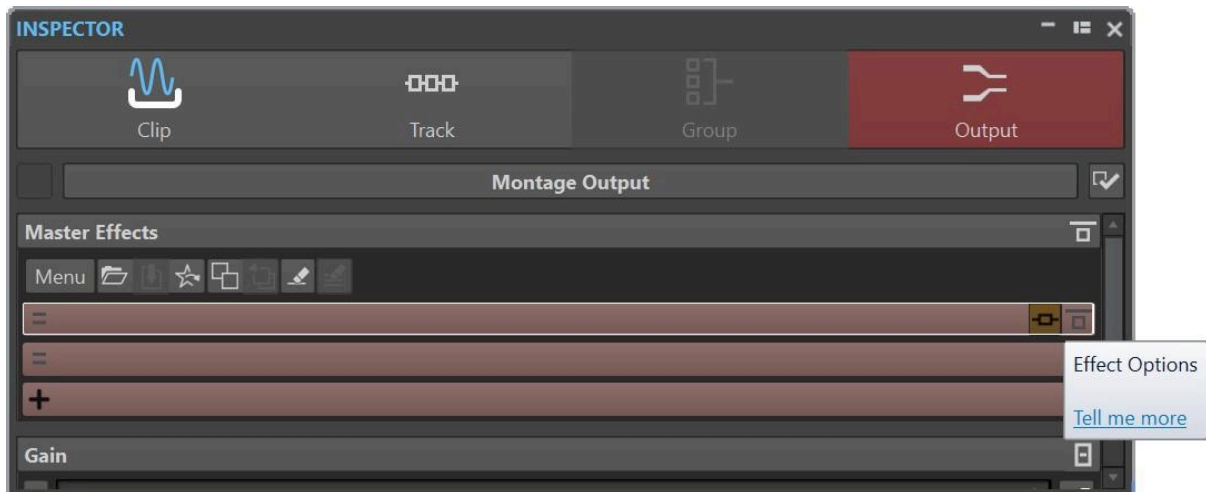 INSPECTOR
Clip
Track
Group
Output
Montage Output
Master Effects
Menu
Effect Options
Tell me more
Gain